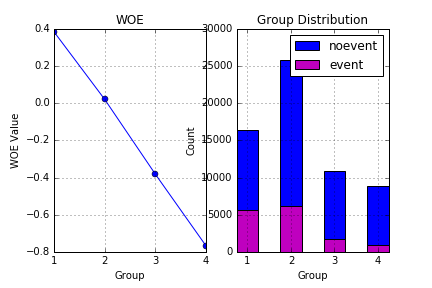 WOE
Group Distribution
0.4
0.2
0.0
−0.2
−0.4
−0.6
−0.8
WOE Value
1
2
3
4
Group
30000
25000
20000
15000
10000
5000
0
Count
noevent
event
1
2
3
4
Group